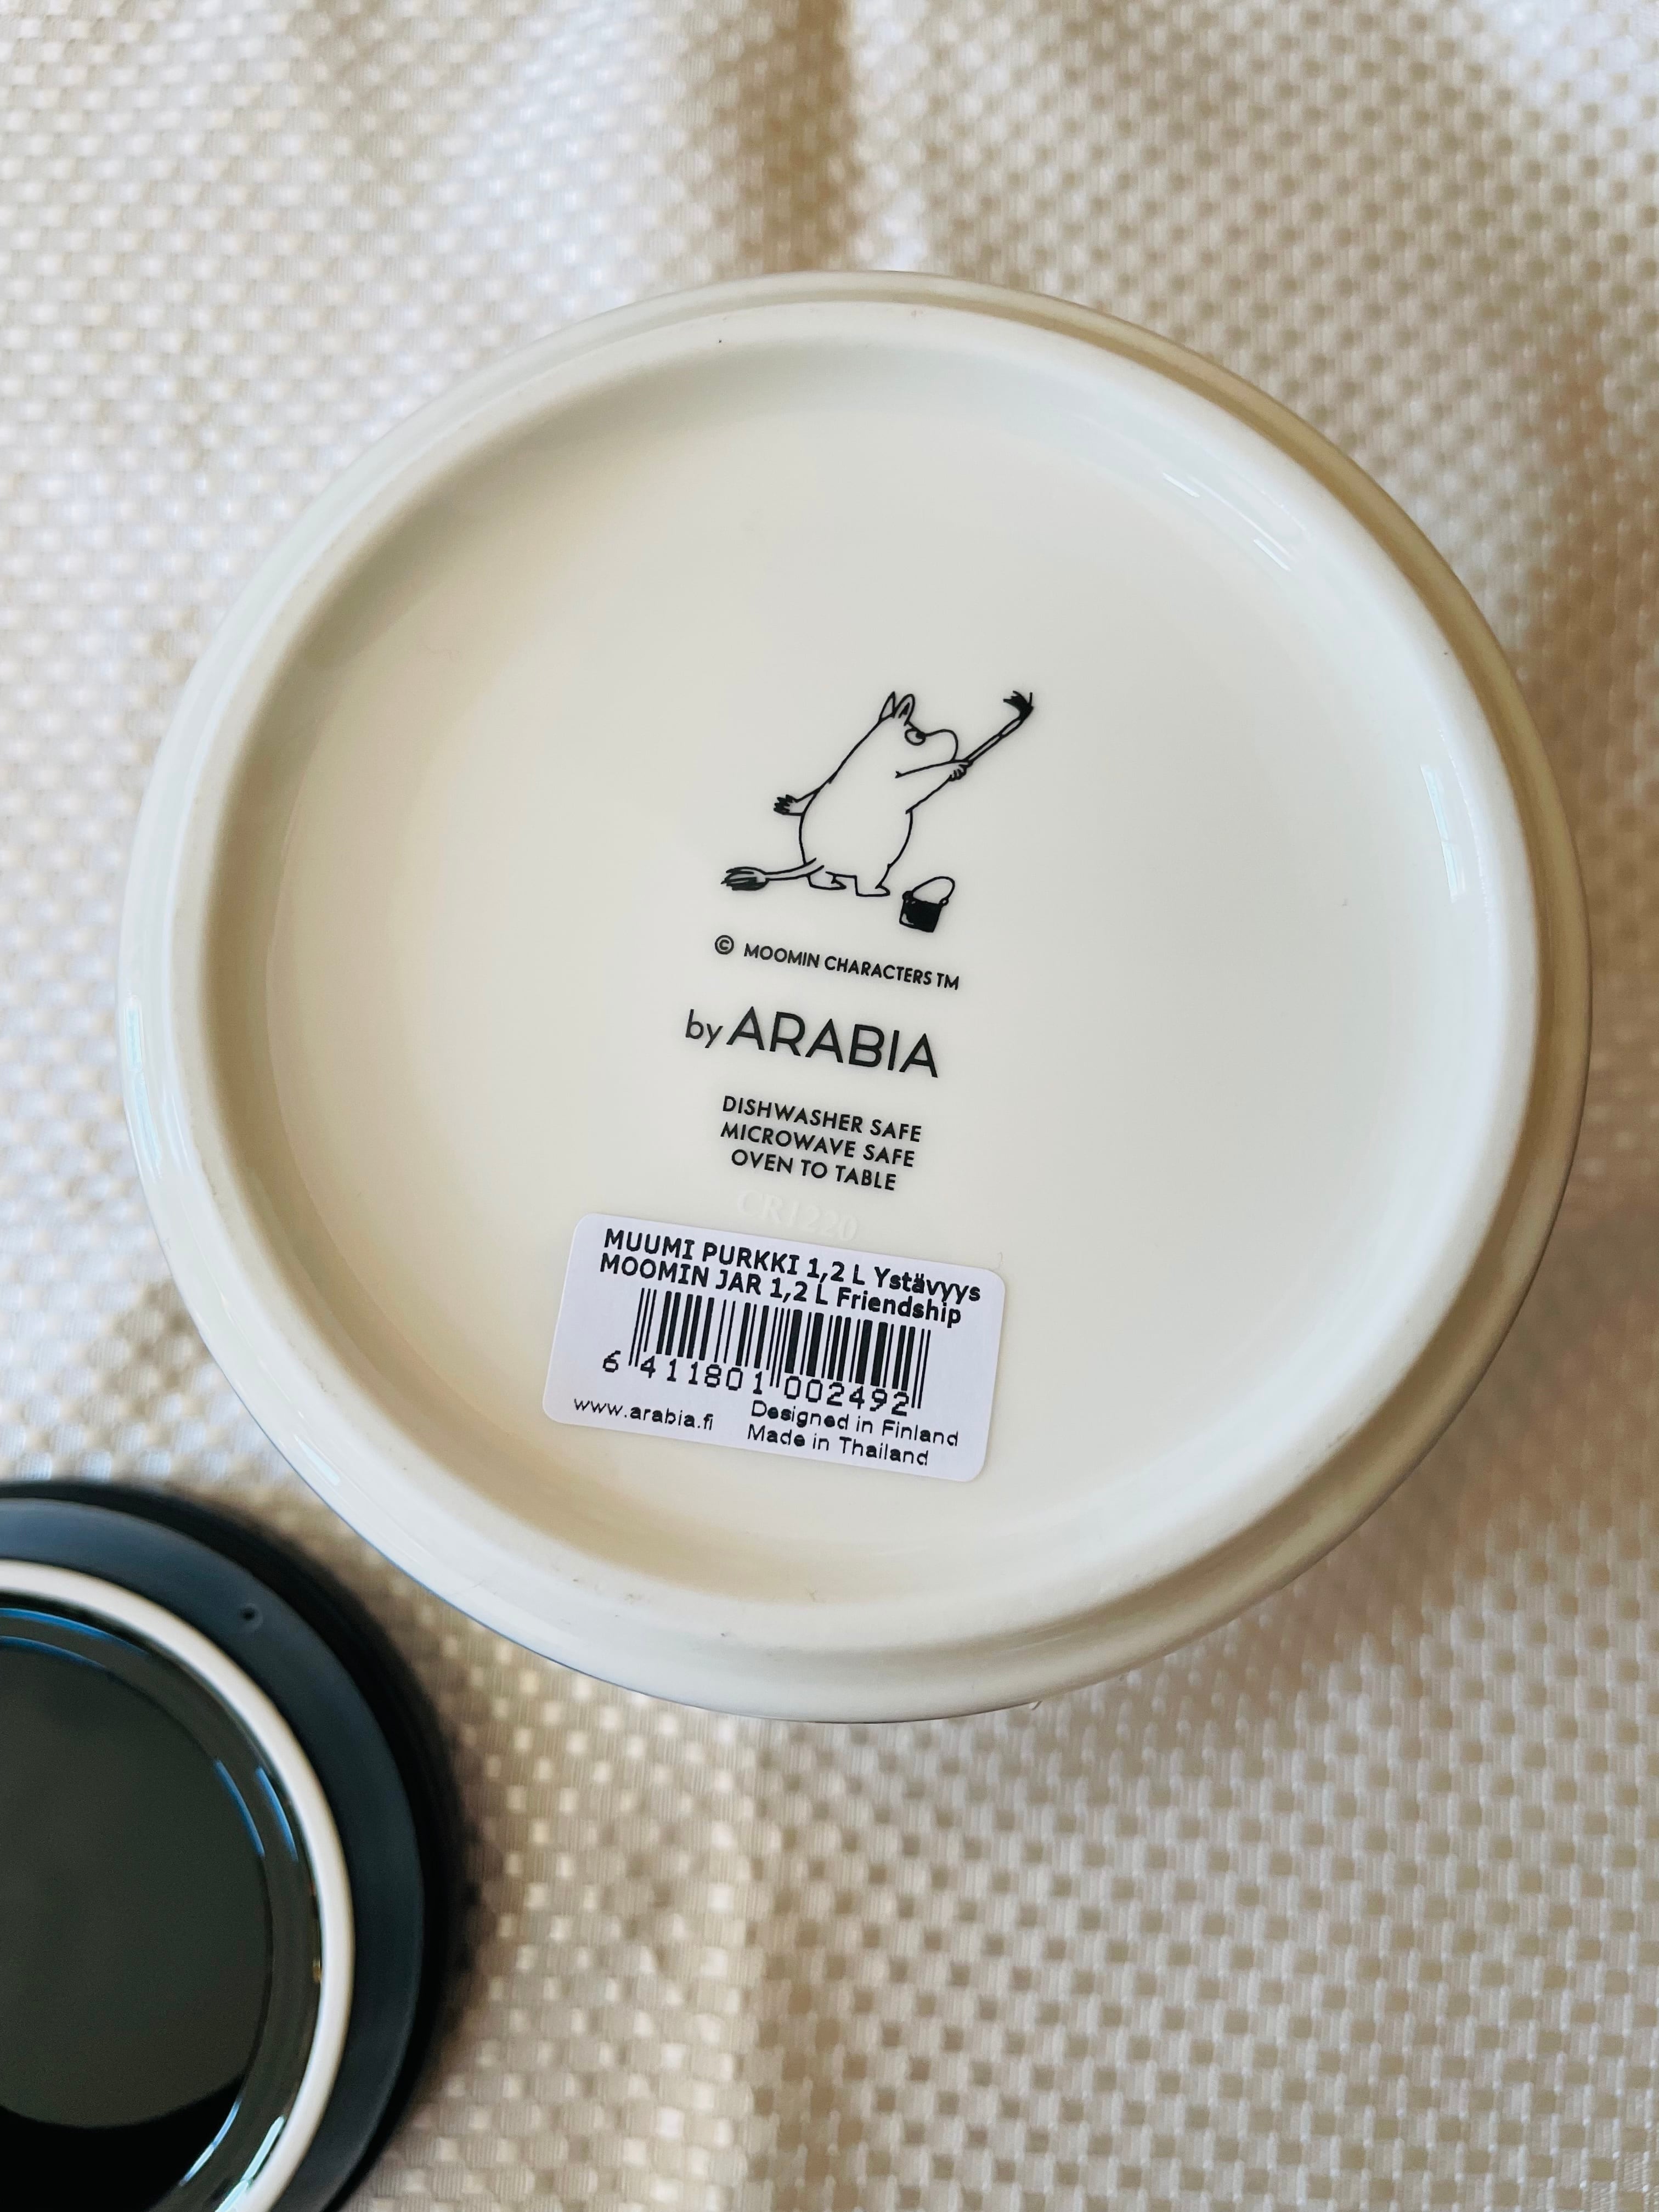 © MOOMIN CHARACTERS TM
by ARABIA
DISHWASHER SAFE
MICROWAVE SAFE
OVEN TO TABLE
CR1220
MUUMI PURKKI 1,2 L Ystävyys
MOOMIN JAR 1,2 L Friendship
6 411801 002492
www.arabia.fi
Designed in Finland
Made in Thailand